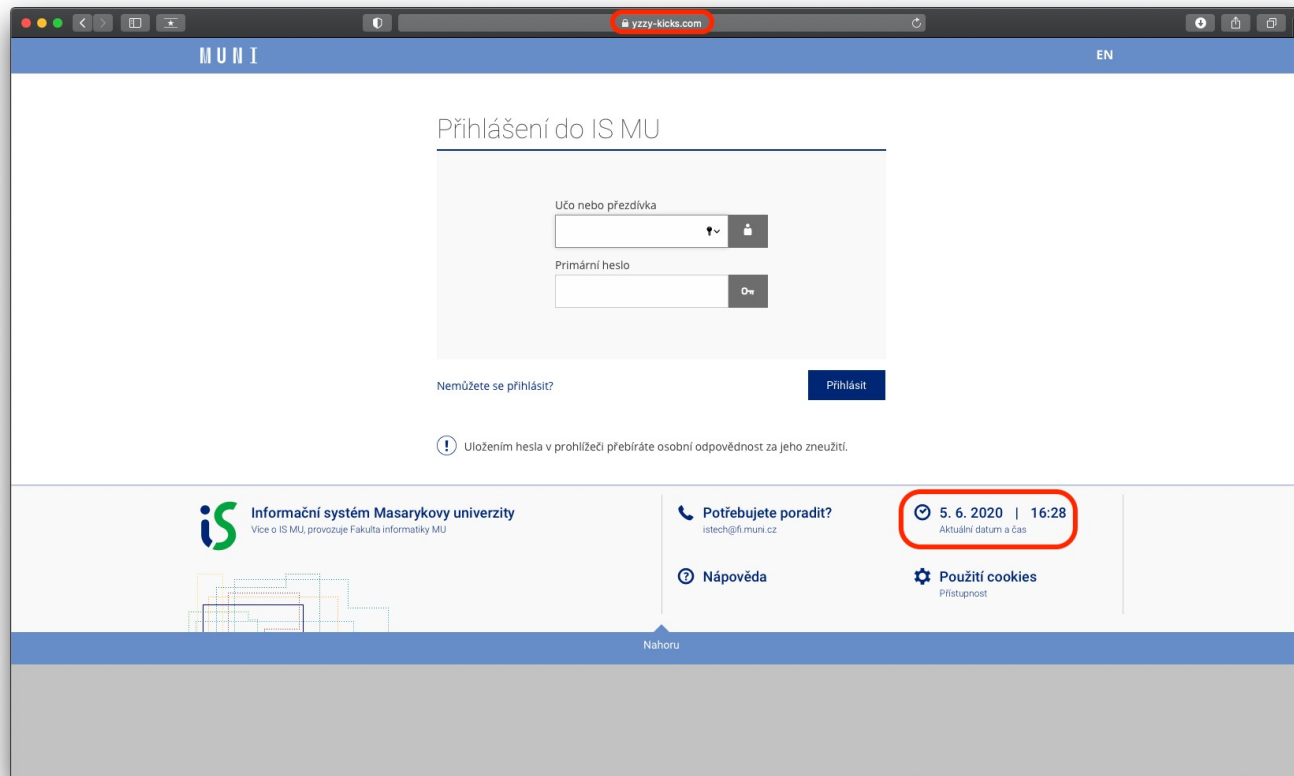 yzzy-kicks.com
MUNI
EN
Přihlášení do IS MU
Učo nebo přezdívka
Primární heslo
Nemůžete se přihlásit?
Přihlásit
Uložením hesla v prohlížeči přebíráte osobní odpovědnost za jeho zneužití.
iS
Informační systém Masarykovy univerzity
Více o IS MU, provozuje Fakulta informatiky MU
Potřebujete poradit?
istech@fi.muni.cz
5. 6. 2020 | 16:28
Aktuální datum a čas
Nápověda
Použití cookies
Přístupnost
Nahoru